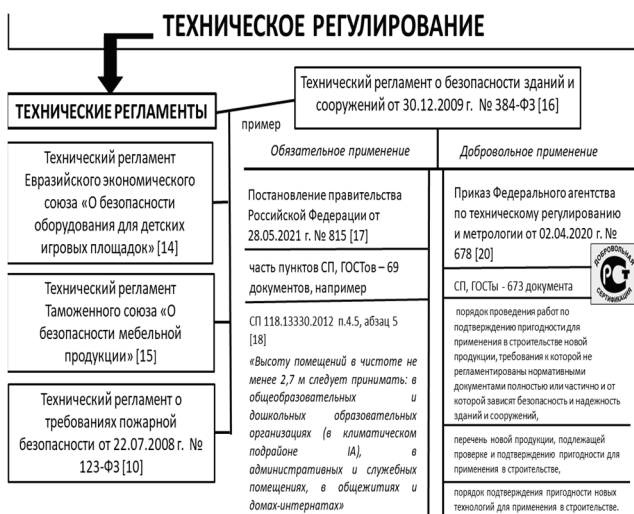 ТЕХНИЧЕСКОЕ РЕГУЛИРОВАНИЕ
ТЕХНИЧЕСКИЕ РЕГЛАМЕНТЫ
пример
Технический регламент о безопасности зданий и
сооружений от 30.12.2009 г. № 384-ФЗ [16]
Технический регламент
Евразийского экономического
союза «О безопасности
оборудования для детских
игровых площадок» [14]
Технический регламент
Таможенного союза «О
безопасности мебельной
продукции» [15]
Технический регламент о
требованиях пожарной
безопасности от 22.07.2008 г. №
123-ФЗ [10]
Обязательное применение
Постановление правительства
Российской Федерации от
28.05.2021 г. № 815 [17]
часть пунктов СП, ГОСТов – 69
документов, например
СП 118.13330.2012 п.4.5, абзац 5
[18]
«Высоту помещений в чистоте не
менее 2,7 м следует принимать: в
общеобразовательных и
дошкольных образовательных
организациях (в климатическом
подрайоне IА), в
административных и служебных
помещениях, в общежитиях и
домах-интернатах»
Добровольное применение
Приказ Федерального агентства
по техническому регулированию
и метрологии от 02.04.2020 г. №
678 [20]
ДОБРОВОЛЬНАЯ
СЕРТИФИКАЦИЯ
СП, ГОСТы - 673 документа
порядок проведения работ по
подтверждению пригодности для
применения в строительстве новой
продукции, требования к которой не
регламентированы нормативными
документами полностью или частично и от
которой зависят безопасность и надежность
зданий и сооружений,
перечень новой продукции, подлежащей
проверке и подтверждению пригодности для
применения в строительстве,
порядок подтверждения пригодности новых
технологий для применения в строительстве.